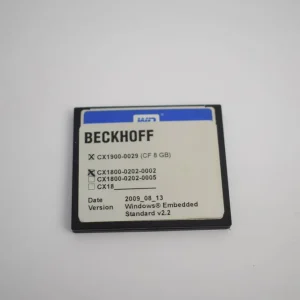 WD
BECKHOFF
CX1900-0029 (CF 8 GB)
CX1800-0202-0002
CX1800-0202-0005
CX18
Date 2009_08_13
Version Windows® Embedded
Standard v2.2